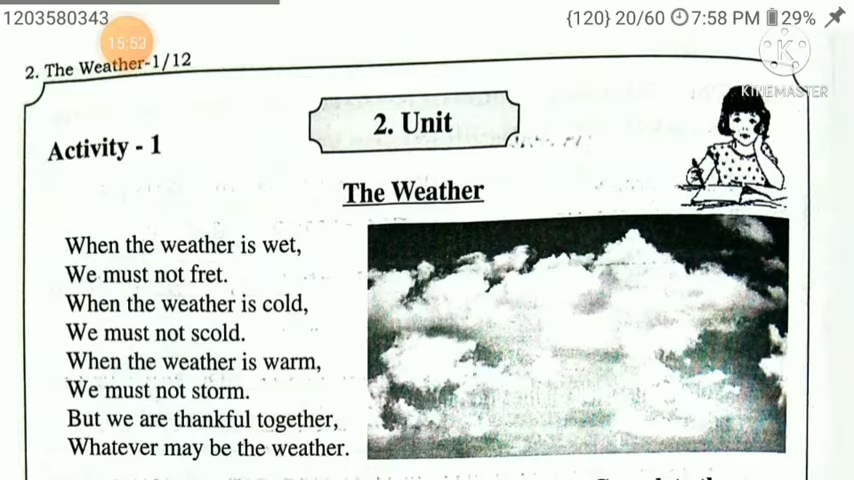 1203580343
{120} 20/60 7:58 PM 29%
15:53
KINEMASTER
2. The Weather-1/12
2. Unit
Activity - 1
The Weather
When the weather is wet,
We must not fret.
When the weather is cold,
We must not scold.
When the weather is warm,
We must not storm.
But we are thankful together,
Whatever may be the weather.